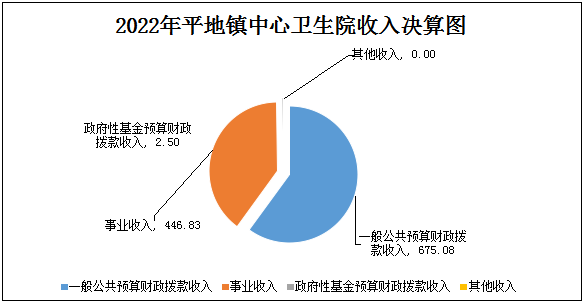 2022年平地镇中心卫生院收入决算图
其他收入, 0.00
政府性基金预算财政
拨款收入, 2.50
事业收入, 446.83
一般公共预算财政拨
款收入, 675.08
一般公共预算财政拨款收入 事业收入 政府性基金预算财政拨款收入 其他收入